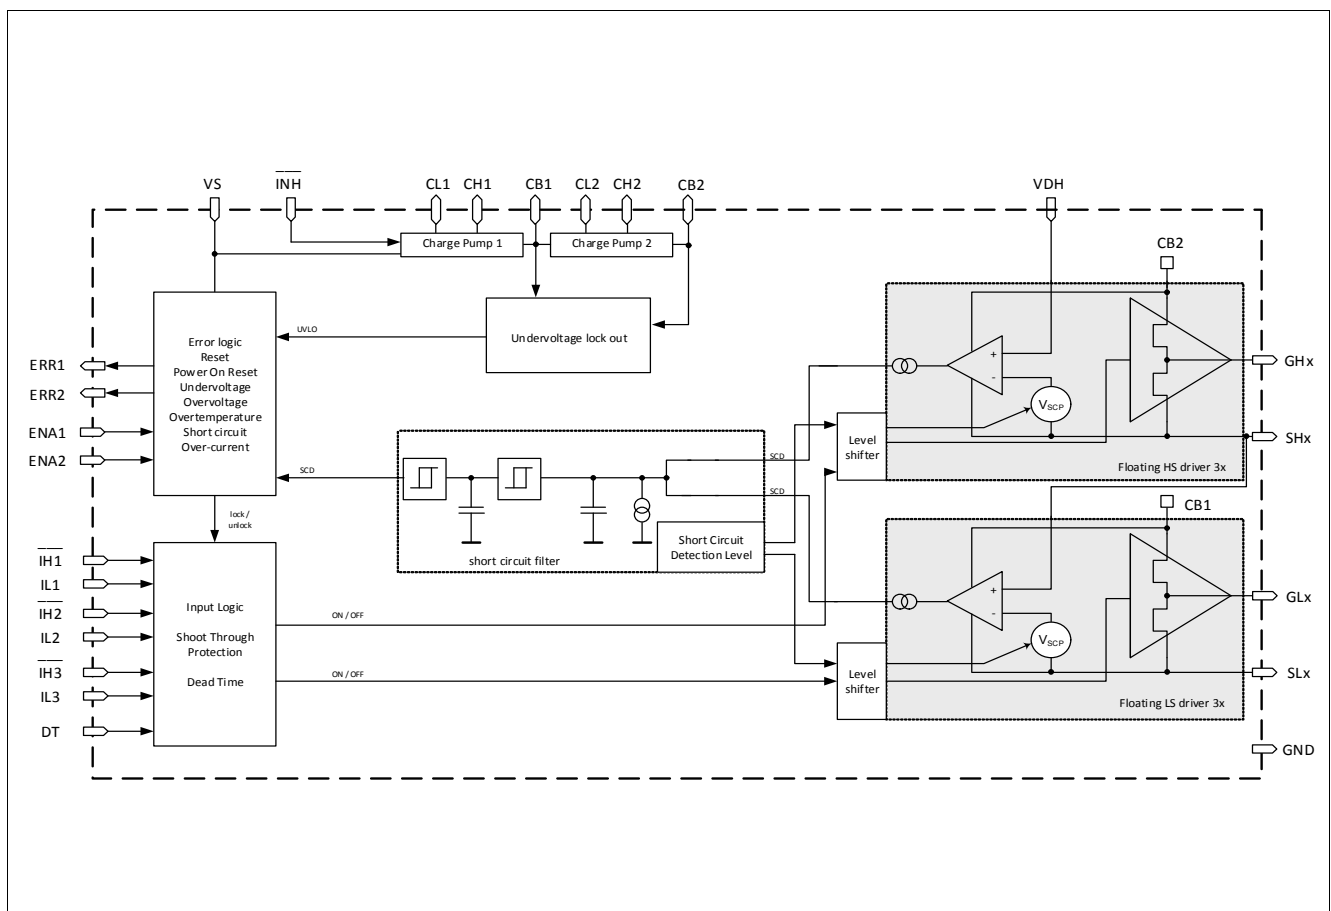 VS
INH
CL1
CH1
CB1
CL2
CH2
CB2
VDH
Charge Pump 1
Charge Pump 2
CB2
Undervoltage lock out
UVLO
Error logic
Reset
Power On Reset
Undervoltage
Overvoltage
Overtemperature
Short circuit
Over-current
ERR1
ERR2
ENA1
ENA2
+
-
VSCP
GHx
SHx
Level
shifter
Floating HS driver 3x
SCD
SCD
SCD
lock/
unlock
short circuit filter
Short Circuit
Detection Level
CB1
IH1
IL1
IH2
IL2
IH3
IL3
DT
Input Logic
Shoot Through
Protection
Dead Time
ON / OFF
ON / OFF
+
-
VSCP
GLx
SLx
Level
shifter
Floating LS driver 3x
GND